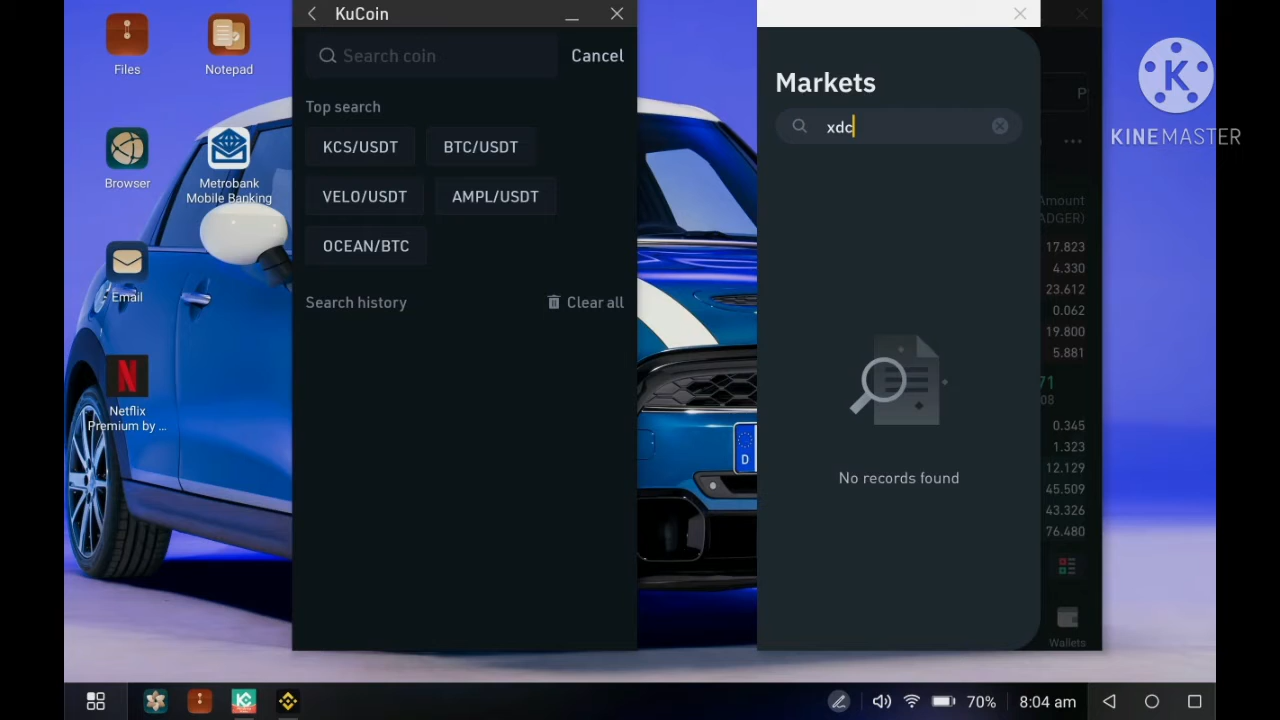 Files
Notepad
Browser
Metrobank
Mobile Banking
Email
N
Netflix
Premium by ...
KuCoin
Search coin
Cancel
Top search
KCS/USDT
BTC/USDT
VELO/USDT
AMPL/USDT
OCEAN/BTC
Search history
Clear all
D
Markets
xdc
No records found
P
Amount
ADGER)
17.823
4.330
23.612
0.062
19.800
5.881
71
08
0.345
1.323
12.129
45.509
43.326
76.480
Wallets
K
KINEMASTER
70%
8:04 am